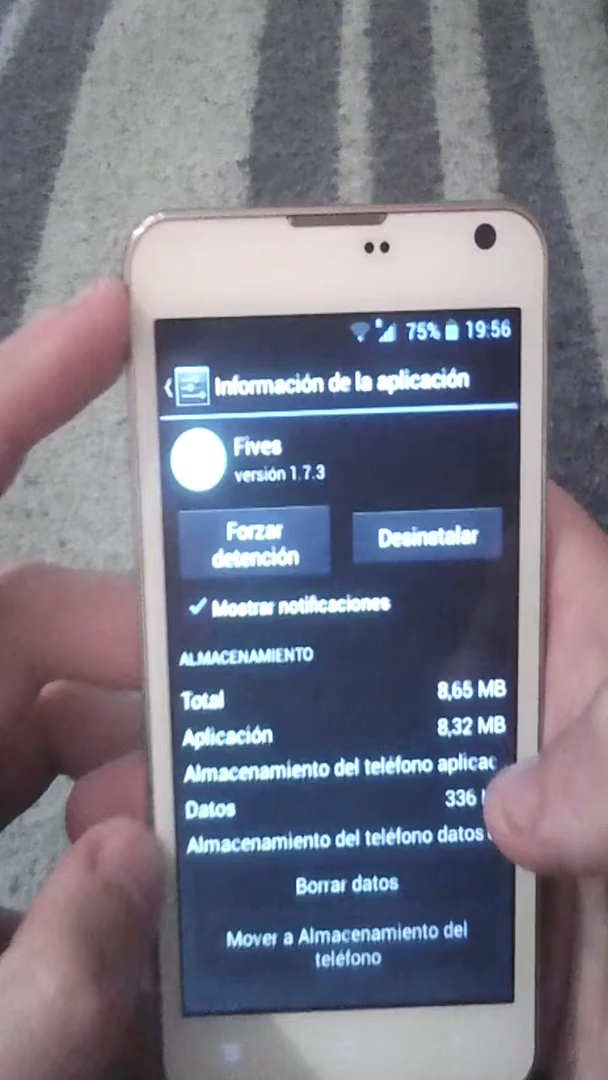 75% 19:56
Información de la aplicación
Fives
versión 1.7.3
Forzar
detención
Desinstalar
Mostrar notificaciones
ALMACENAMIENTO
Total 8,65 MB
Aplicación 8,32 MB
Almacenamiento del teléfono aplicac
Datos 336
Almacenamiento del teléfono datos
Borrar datos
Mover a Almacenamiento del
teléfono